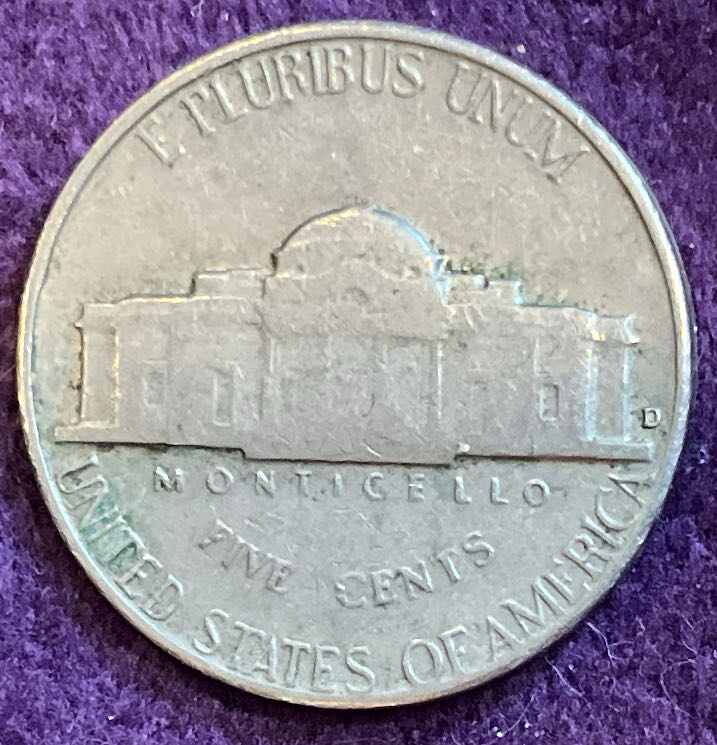 E PLURIBUS UNUM
D
MONTICELLO
FIVE CENTS
UNITED STATES OF AMERICA